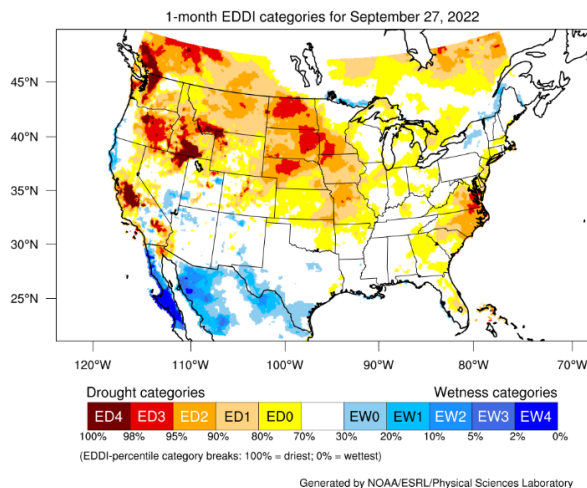 1-month EDDI categories for September 27, 2022
45°N
40°N
35°N
30°N
25°N
120°W 110°W 100°W 90°W 80°W 70°W
Drought categories Wetness categories
ED4 ED3 ED2 ED1 ED0 EW0 EW1 EW2 EW3 EW4
100% 98% 95% 90% 80% 70% 30% 20% 10% 5% 2% 0%
(EDDI-percentile category breaks: 100% = driest; 0% = wettest)
Generated by NOAA/ESRL/Physical Sciences Laboratory